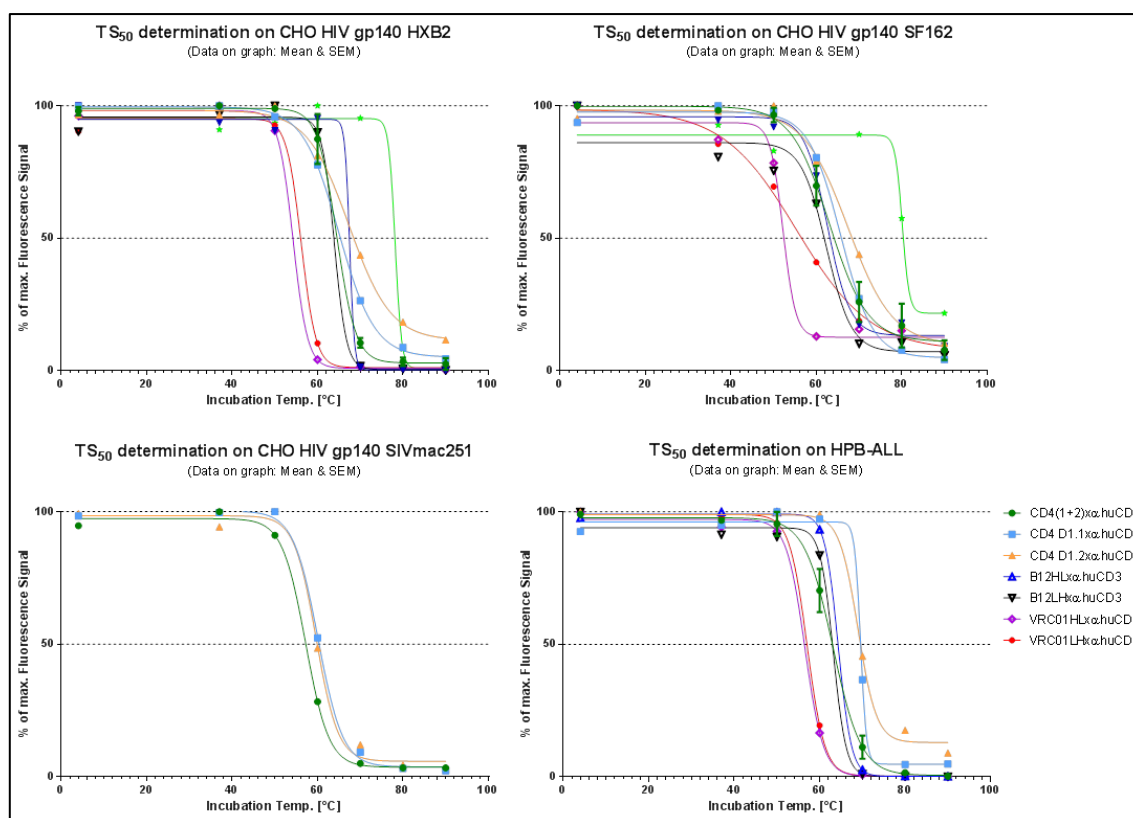 TS50 determination on CHO HIV gp140 HXB2
(Data on graph: Mean & SEM)
% of max. Fluorescence Signal
100
50
0
0 20 40 60 80 100
Incubation Temp. [°C]
TS50 determination on CHO HIV gp140 SF162
(Data on graph: Mean & SEM)
% of max. Fluorescence Signal
100
50
0
0 20 40 60 80 100
Incubation Temp. [°C]
TS50 determination on CHO HIV gp140 SIVmac251
(Data on graph: Mean & SEM)
% of max. Fluorescence Signal
100
50
0
0 20 40 60 80 100
Incubation Temp. [°C]
TS50 determination on HPB-ALL
(Data on graph: Mean & SEM)
% of max. Fluorescence Signal
100
50
0
0 20 40 60 80 100
Incubation Temp. [°C]
CD4(1+2)xα.huCD
CD4 D1.1xα.huCD
CD4 D1.2xα.huCD
B12HLxα.huCD3
B12LHxα.huCD3
VRC01HLxα.huCD
VRC01LHxα.huCD